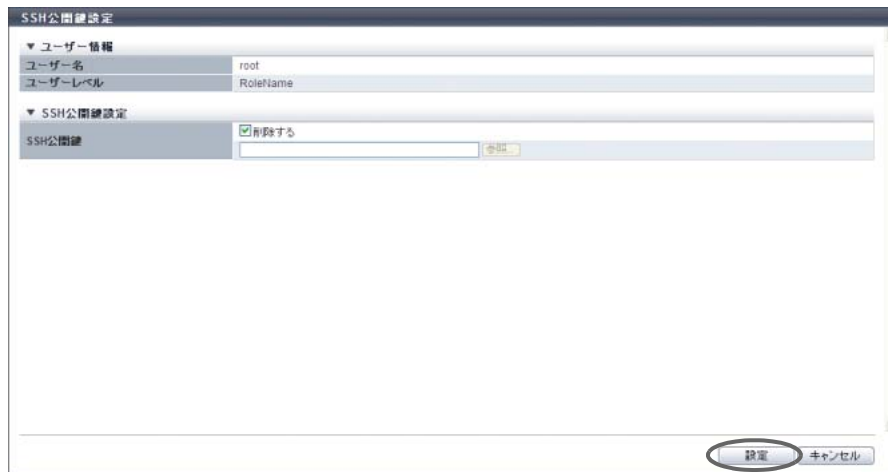 SSH公開鍵設定
▼ ユーザー情報
ユーザー名 root
ユーザーレベル RoleName
▼ SSH公開鍵設定
SSH公開鍵 削除する
参照...
設定 キャンセル